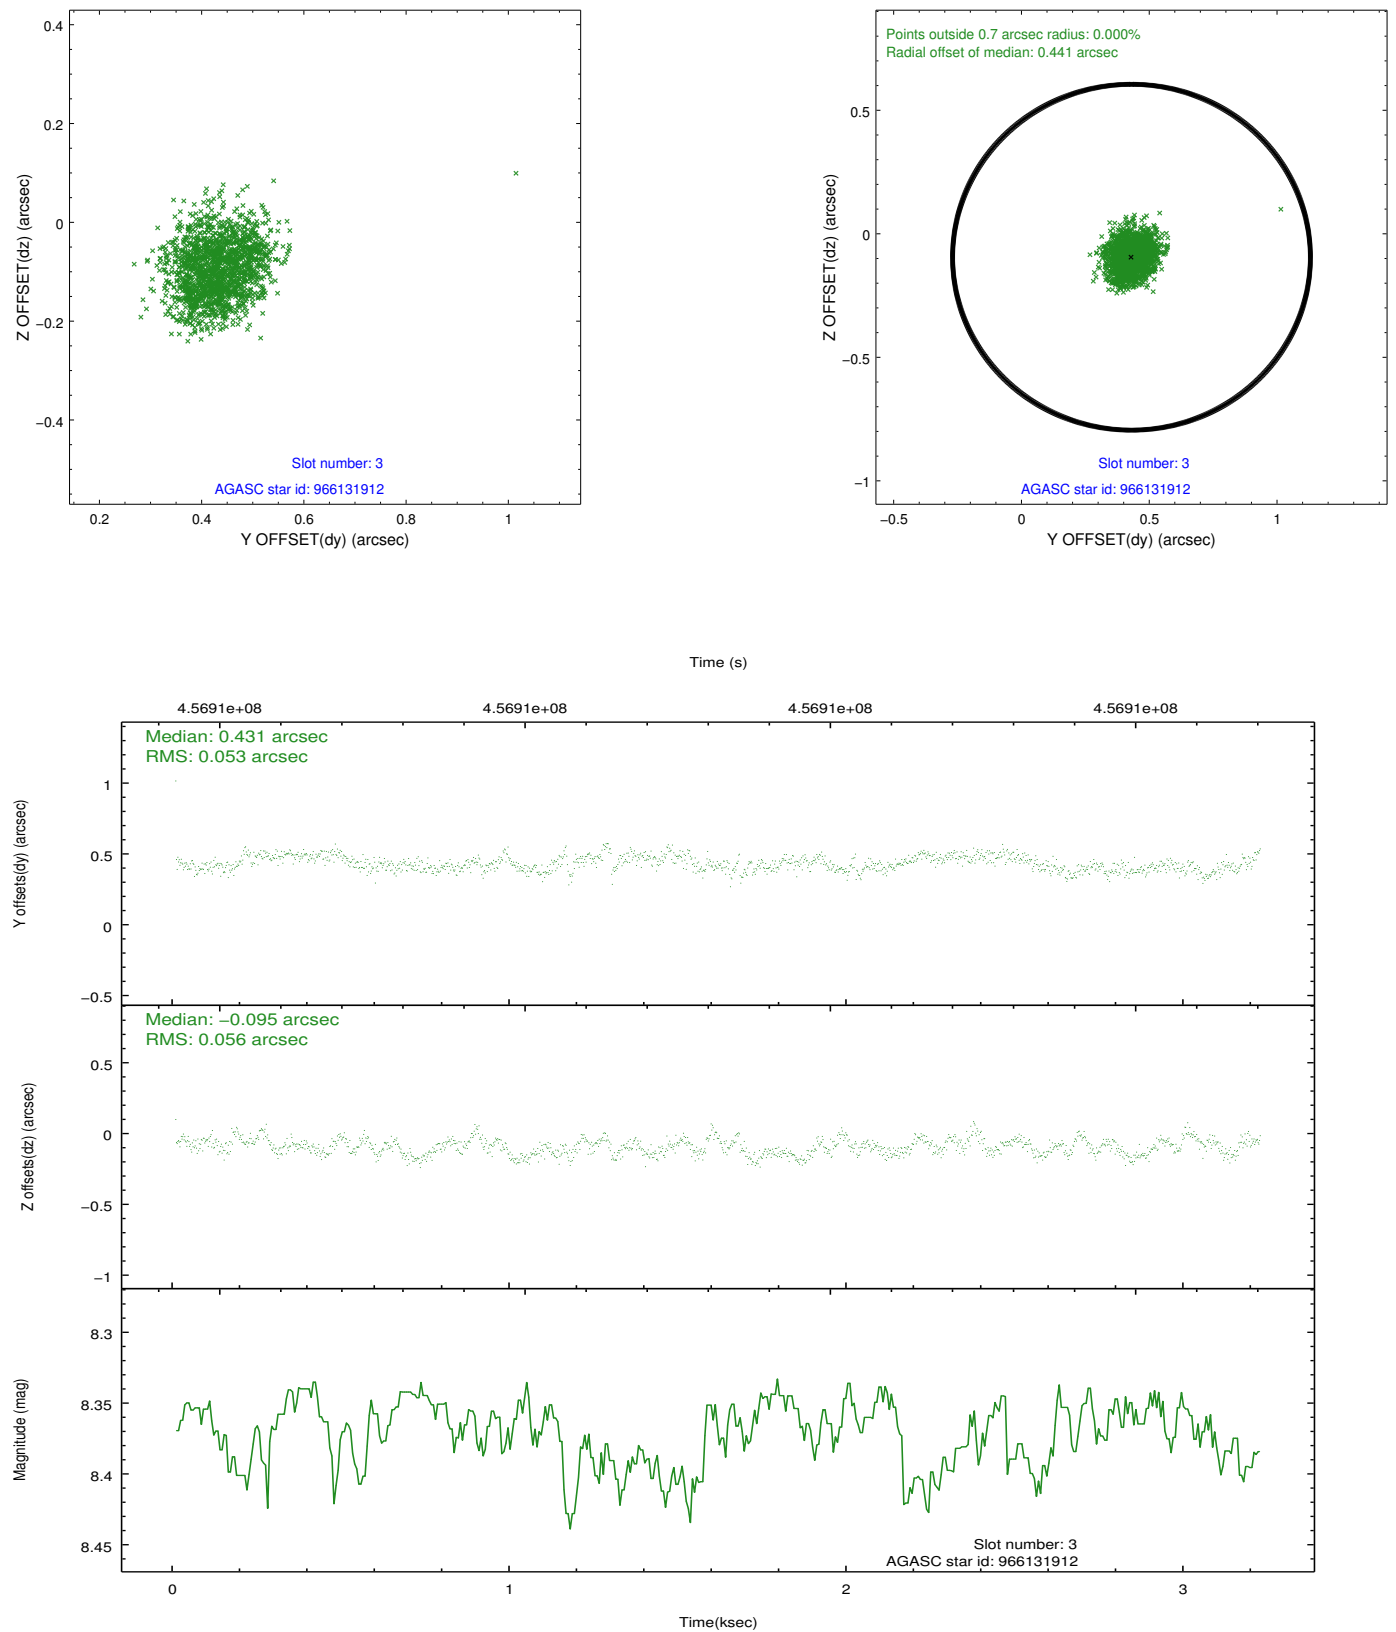 0.4
0.2
0
−0.2
−0.4
Z OFFSET(dz) (arcsec)
Slot number: 3
AGASC star id: 966131912
0.2 0.4 0.6 0.8 1
Y OFFSET(dy) (arcsec)
Points outside 0.7 arcsec radius: 0.000%
Radial offset of median: 0.441 arcsec
0.5
0
−0.5
−1
Z OFFSET(dz) (arcsec)
Slot number: 3
AGASC star id: 966131912
−0.5 0 0.5 1
Y OFFSET(dy) (arcsec)
Time (s)
4.5691e+08 4.5691e+08 4.5691e+08 4.5691e+08
Median: 0.431 arcsec
RMS: 0.053 arcsec
1
0.5
0
−0.5
Y offsets(dy) (arcsec)
Median: −0.095 arcsec
RMS: 0.056 arcsec
0.5
0
−0.5
−1
Z offsets(dz) (arcsec)
8.3
8.35
8.4
8.45
Magnitude (mag)
Slot number: 3
AGASC star id: 966131912
0 1 2 3
Time(ksec)